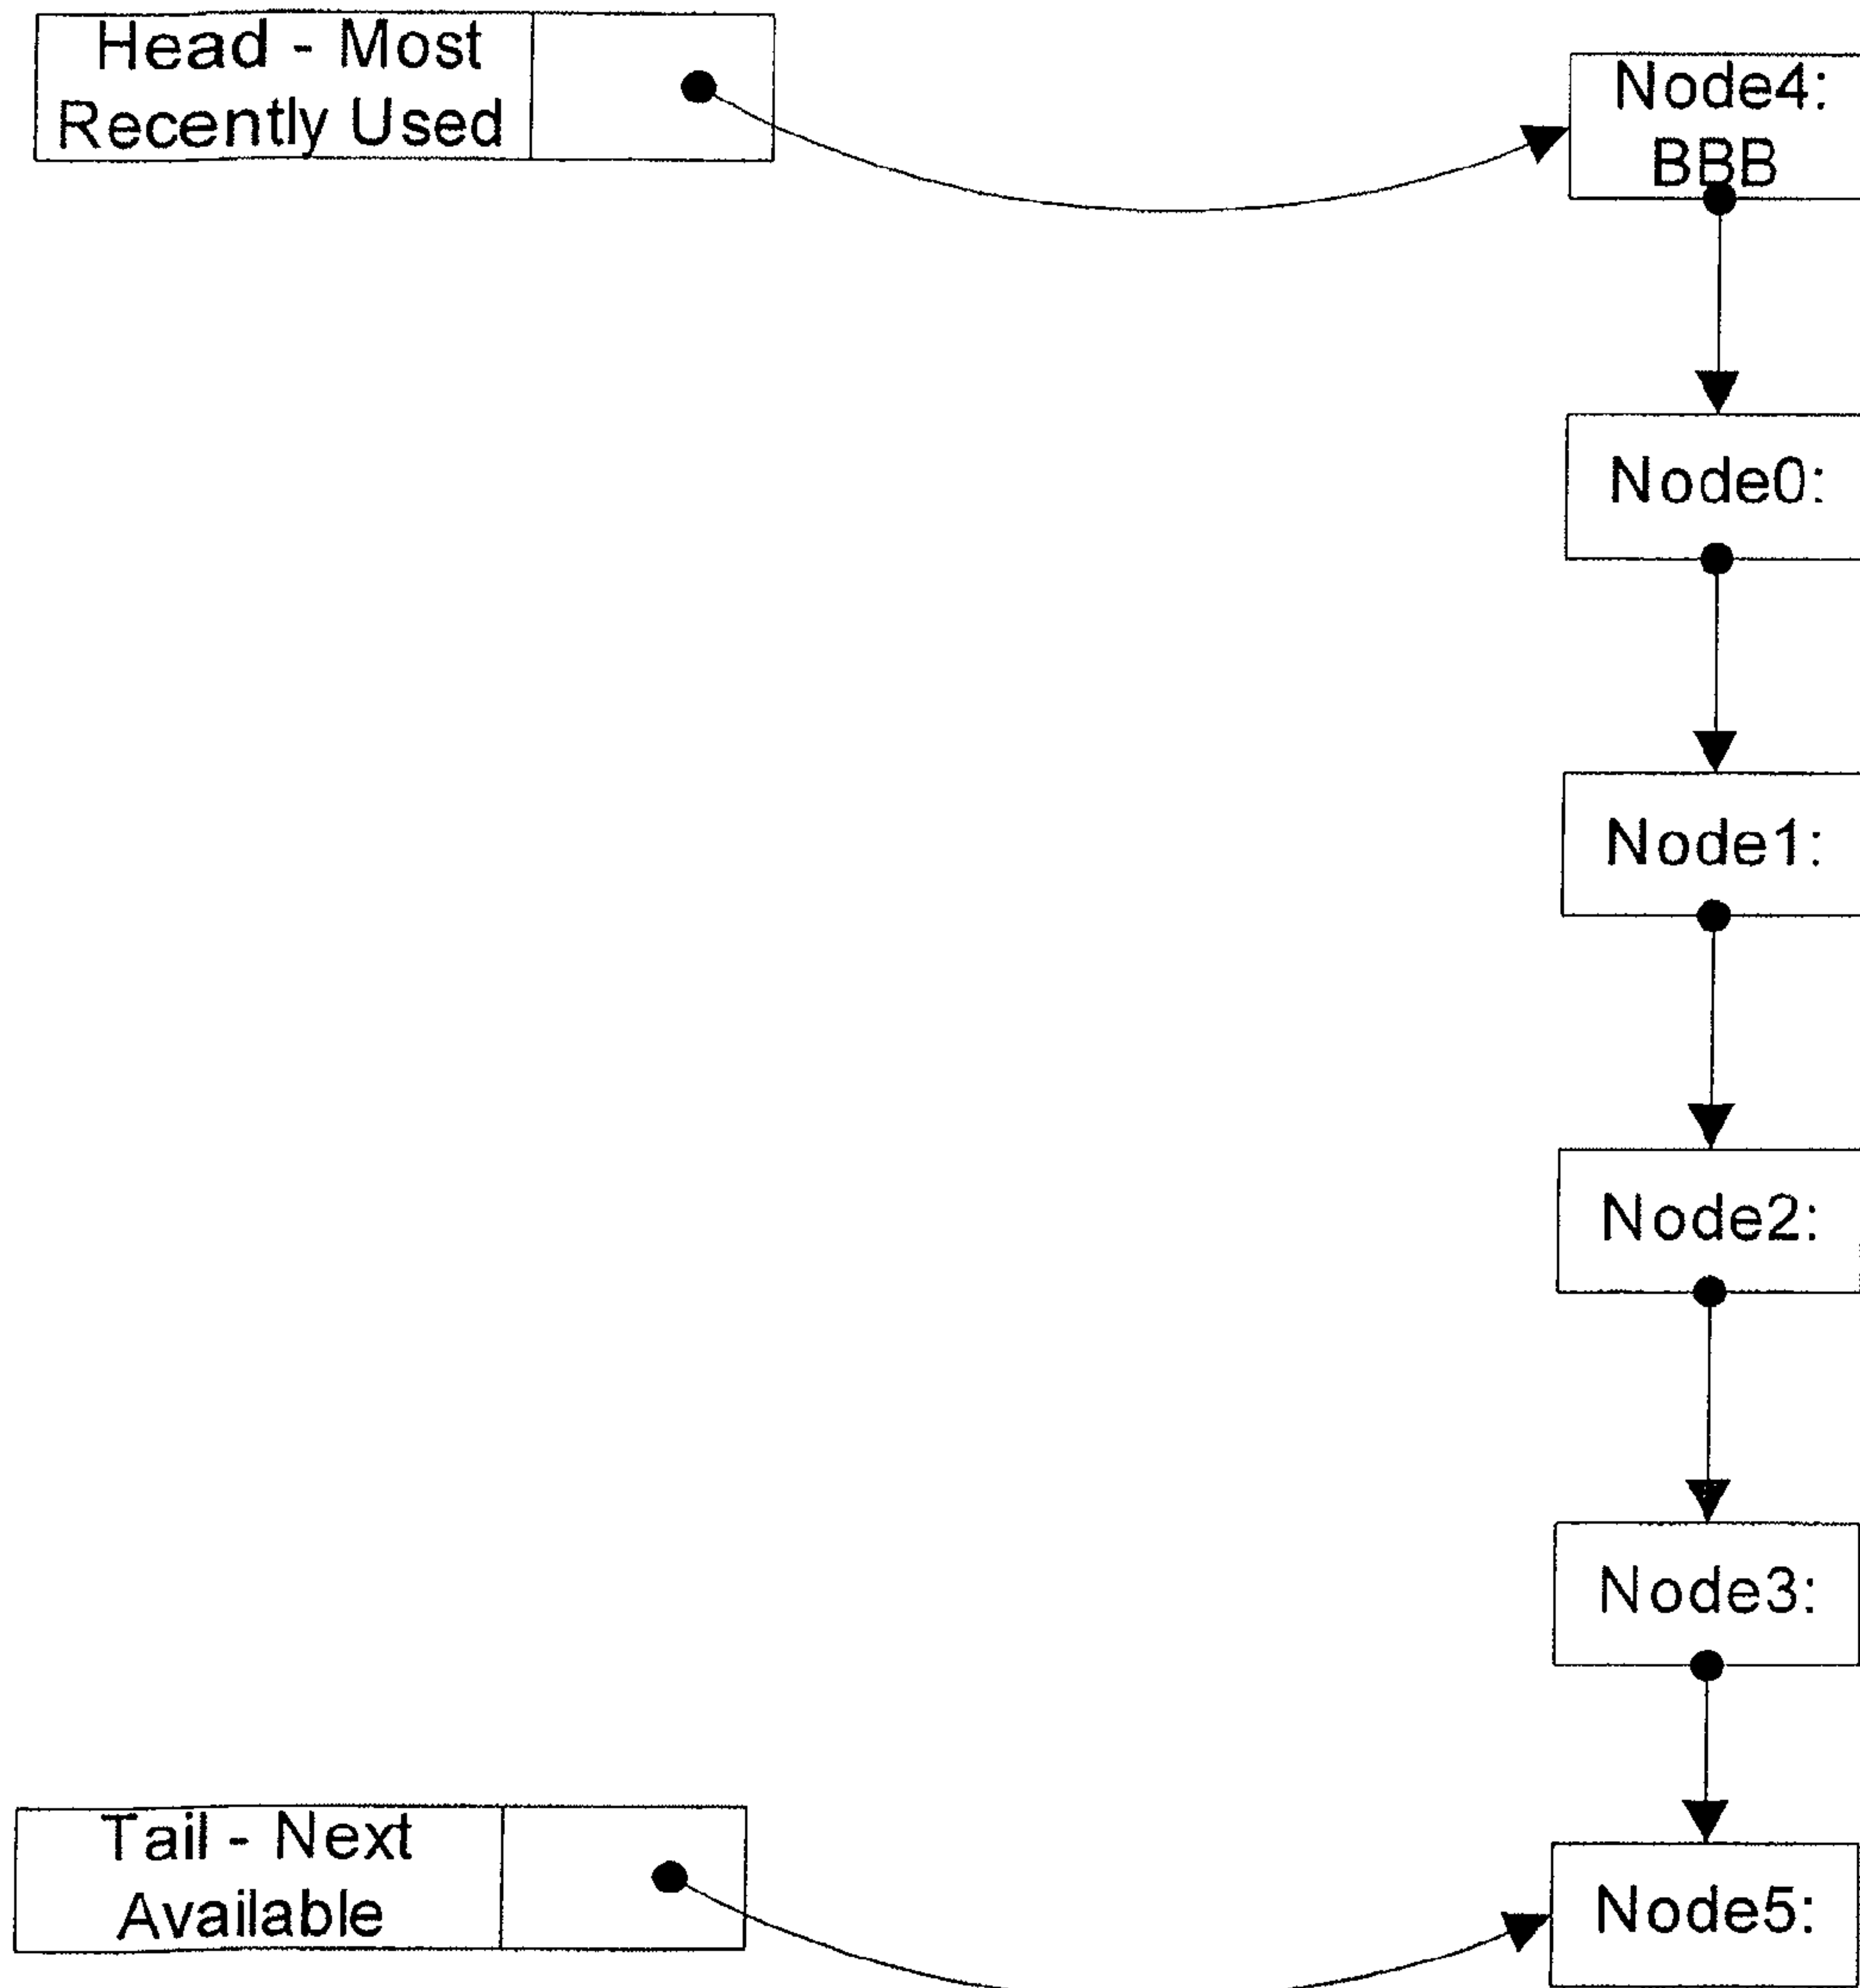 Head - Most
Recently Used
Node4:
BBB
Node0:
Node1:
Node2:
Node3:
Tail - Next
Available
Node5: